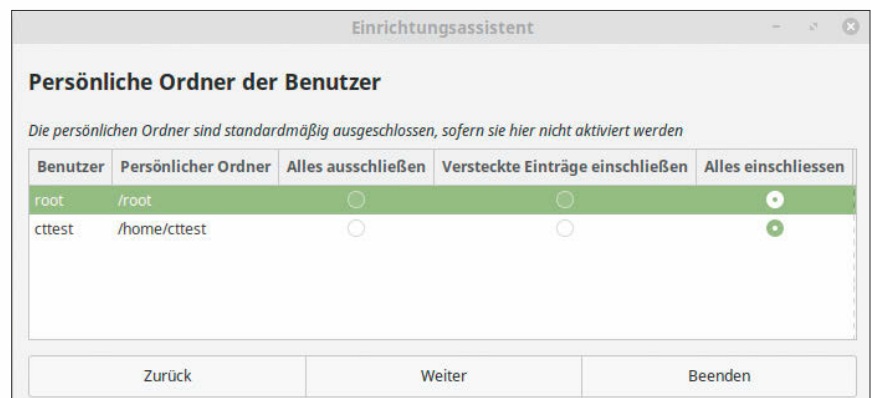 Einrichtungsassistent
Persönliche Ordner der Benutzer
Die persönlichen Ordner sind standardmäßig ausgeschlossen, sofern sie hier nicht aktiviert werden
Benutzer Persönlicher Ordner Alles ausschließen Versteckte Einträge einschließen Alles einschliessen
root /root
cttest /home/cttest
Zurück Weiter Beenden